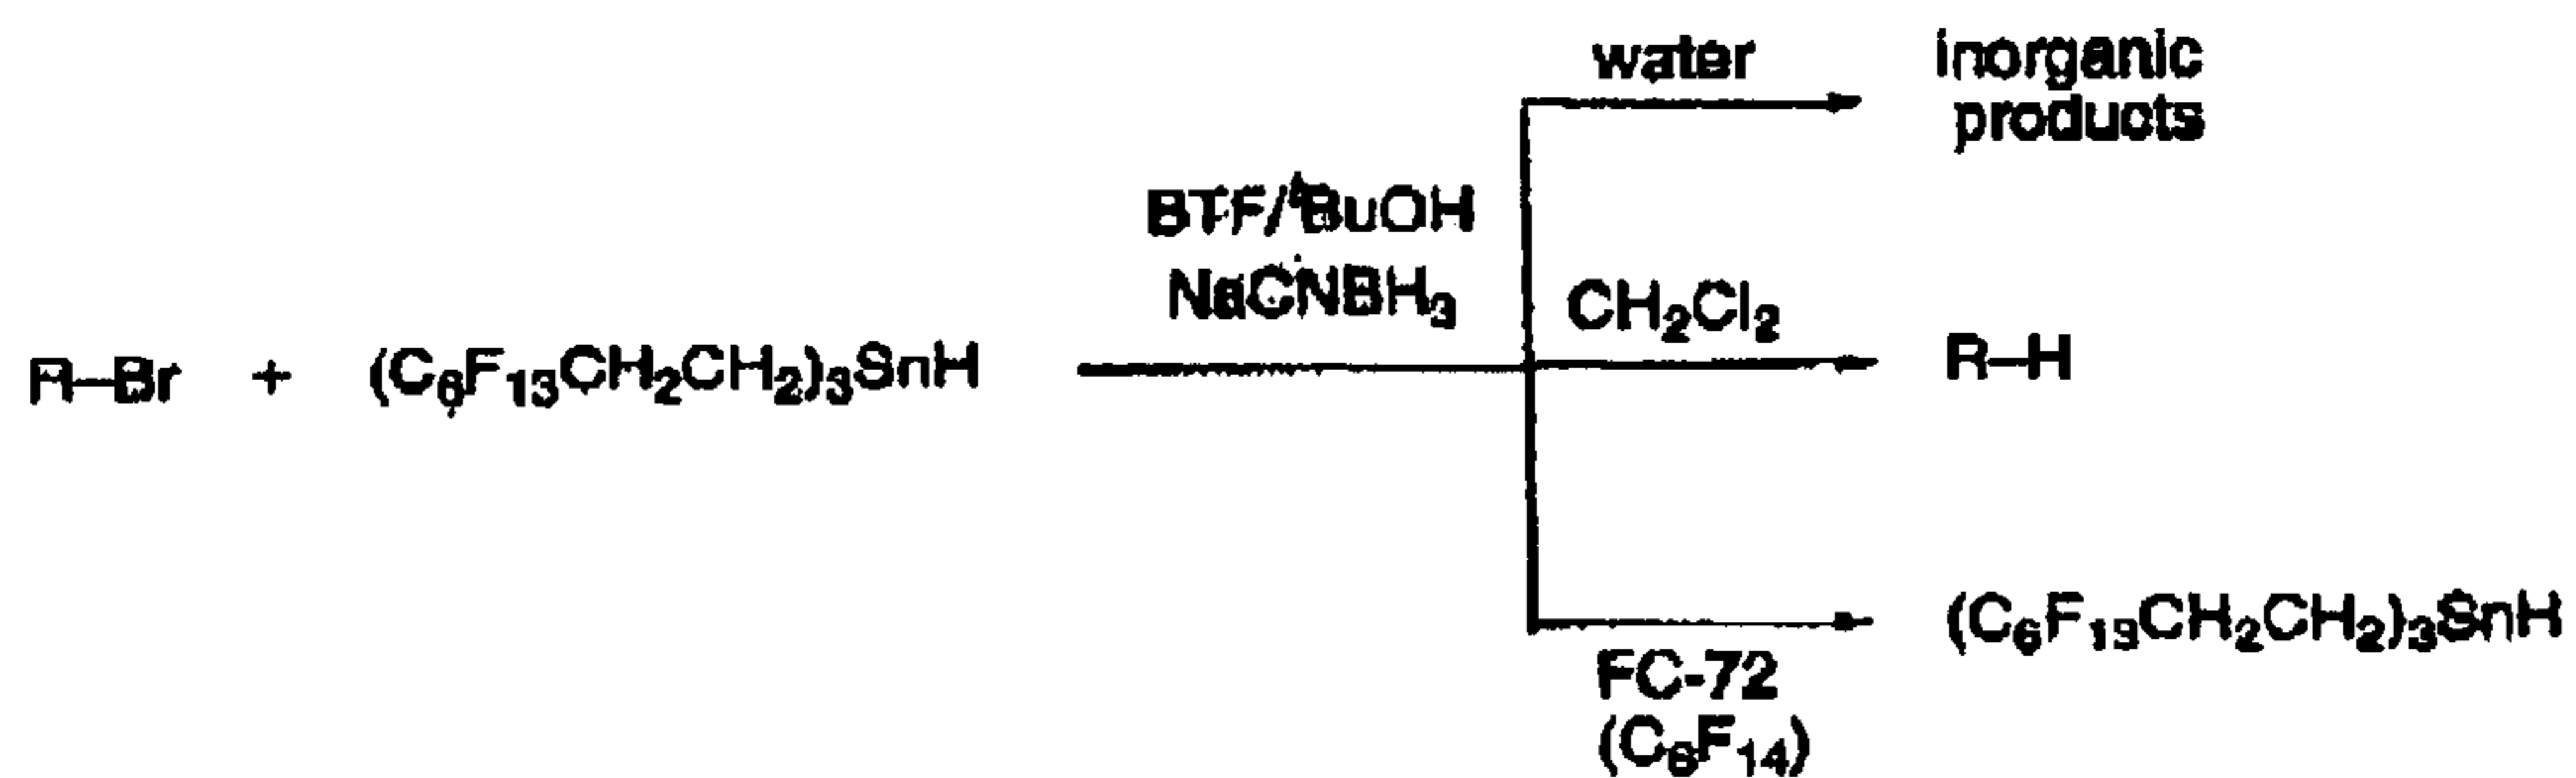 water
inorganic
products
BTF/tBuOH
NaCNBH3
CH2Cl2
R–Br + (C6F13CH2CH2)3SnH
R–H
(C6F13CH2CH2)3SnH
FC-72
(C6F14)